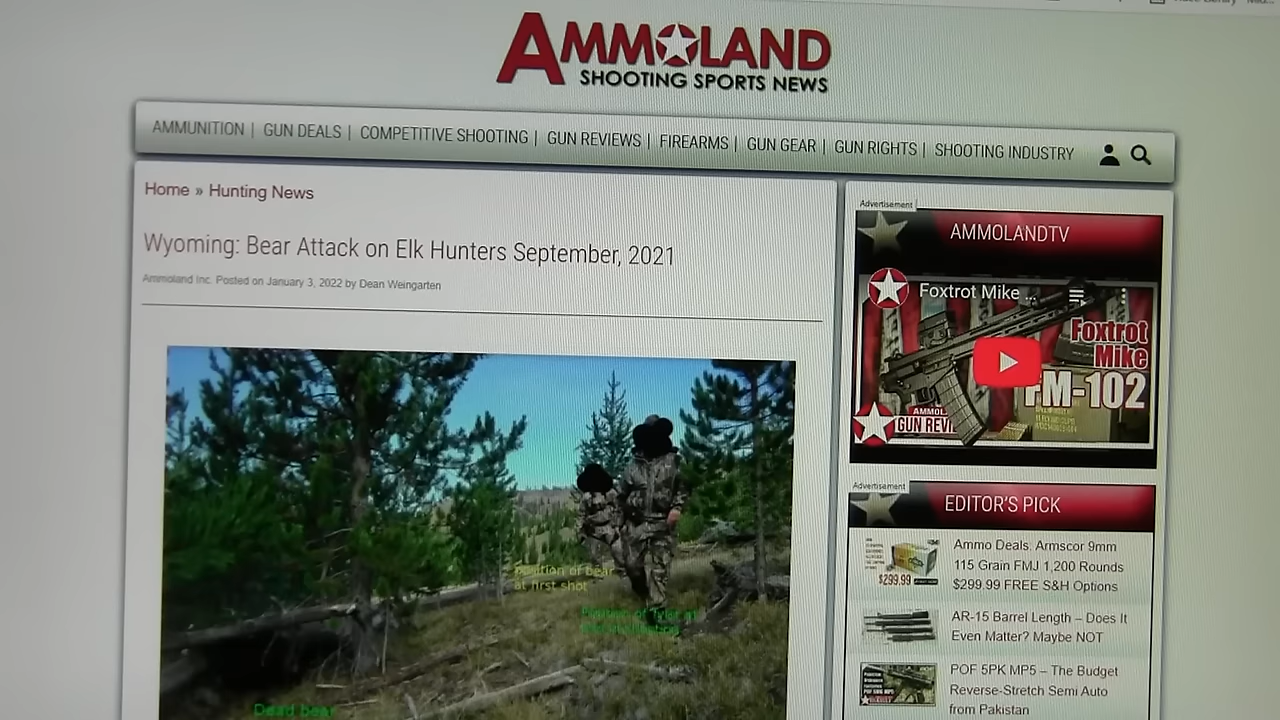 AMMOLAND
SHOOTING SPORTS NEWS
AMMUNITION | GUN DEALS | COMPETITIVE SHOOTING | GUN REVIEWS | FIREARMS | GUN GEAR | GUN RIGHTS | SHOOTING INDUSTRY
Home » Hunting News
Wyoming: Bear Attack on Elk Hunters September, 2021
Ammoland Inc. Posted on January 3, 2022 by Dean Weingarten
Position of bear
at first shot
Position of Tyler at
Dead bear
Advertisement
AMMOLANDTV
Foxtrot Mike ...
Foxtrot
Mike
FM-102
AMMOL
GUN REVI
Advertisement
EDITOR'S PICK
$299.99
Ammo Deals. Armscor 9mm
115 Grain FMJ 1,200 Rounds
$299.99 FREE S&H Options
AR-15 Barrel Length – Does It
Even Matter? Maybe NOT
POF 5PK MP5 – The Budget
Reverse-Stretch Semi Auto
from Pakistan